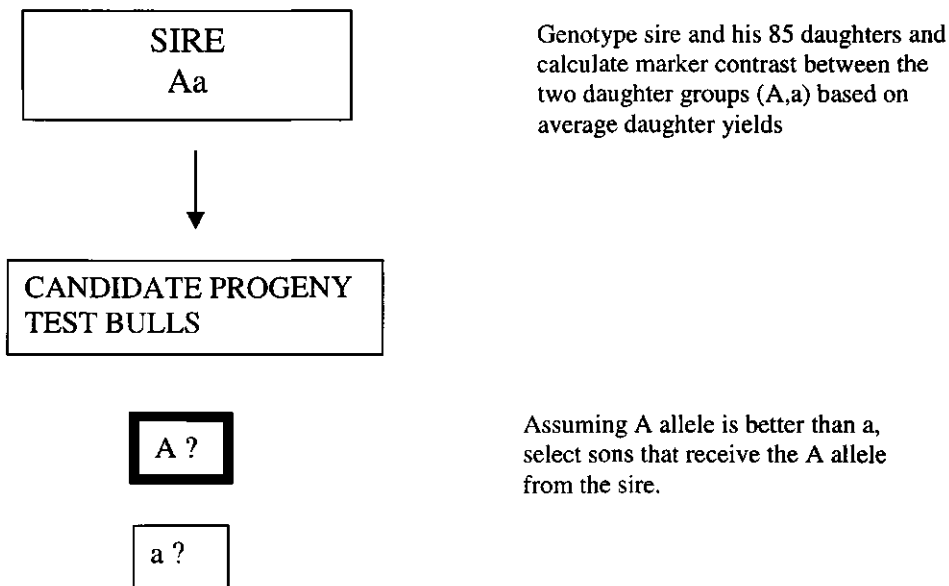 SIRE
Aa
Genotype sire and his 85 daughters and
calculate marker contrast between the
two daughter groups (A,a) based on
average daughter yields
CANDIDATE PROGENY
TEST BULLS
A ?
Assuming A allele is better than a,
select sons that receive the A allele
from the sire.
a ?